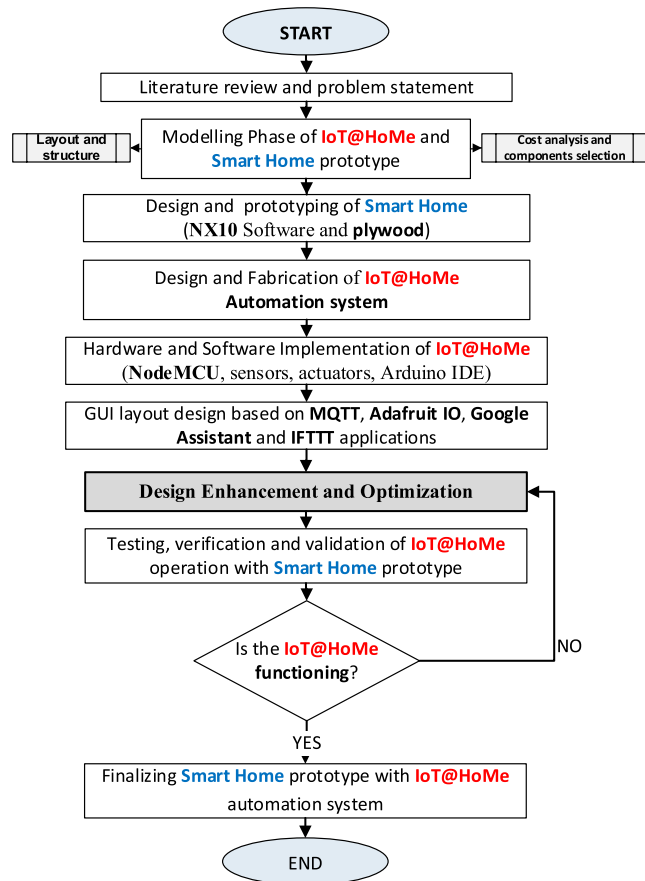 START
Literature review and problem statement
Modelling Phase of IoT@HoMe and
Smart Home prototype
Layout and
structure
Cost analysis and
components selection
Design and prototyping of Smart Home
(NX10 Software and plywood)
Design and Fabrication of IoT@HoMe
Automation system
Hardware and Software Implementation of IoT@HoMe
(NodeMCU, sensors, actuators, Arduino IDE)
GUI layout design based on MQTT, Adafruit IO, Google
Assistant and IFTTT applications
Design Enhancement and Optimization
Testing, verification and validation of IoT@HoMe
operation with Smart Home prototype
Is the IoT@HoMe
functioning?
NO
YES
Finalizing Smart Home prototype with IoT@HoMe
automation system
END